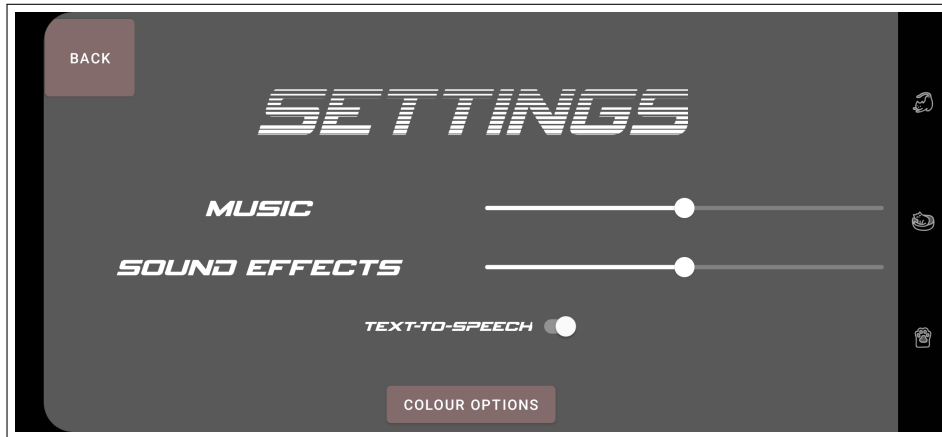 BACK
SETTINGS
MUSIC
SOUND EFFECTS
TEXT-TO-SPEECH
COLOUR OPTIONS